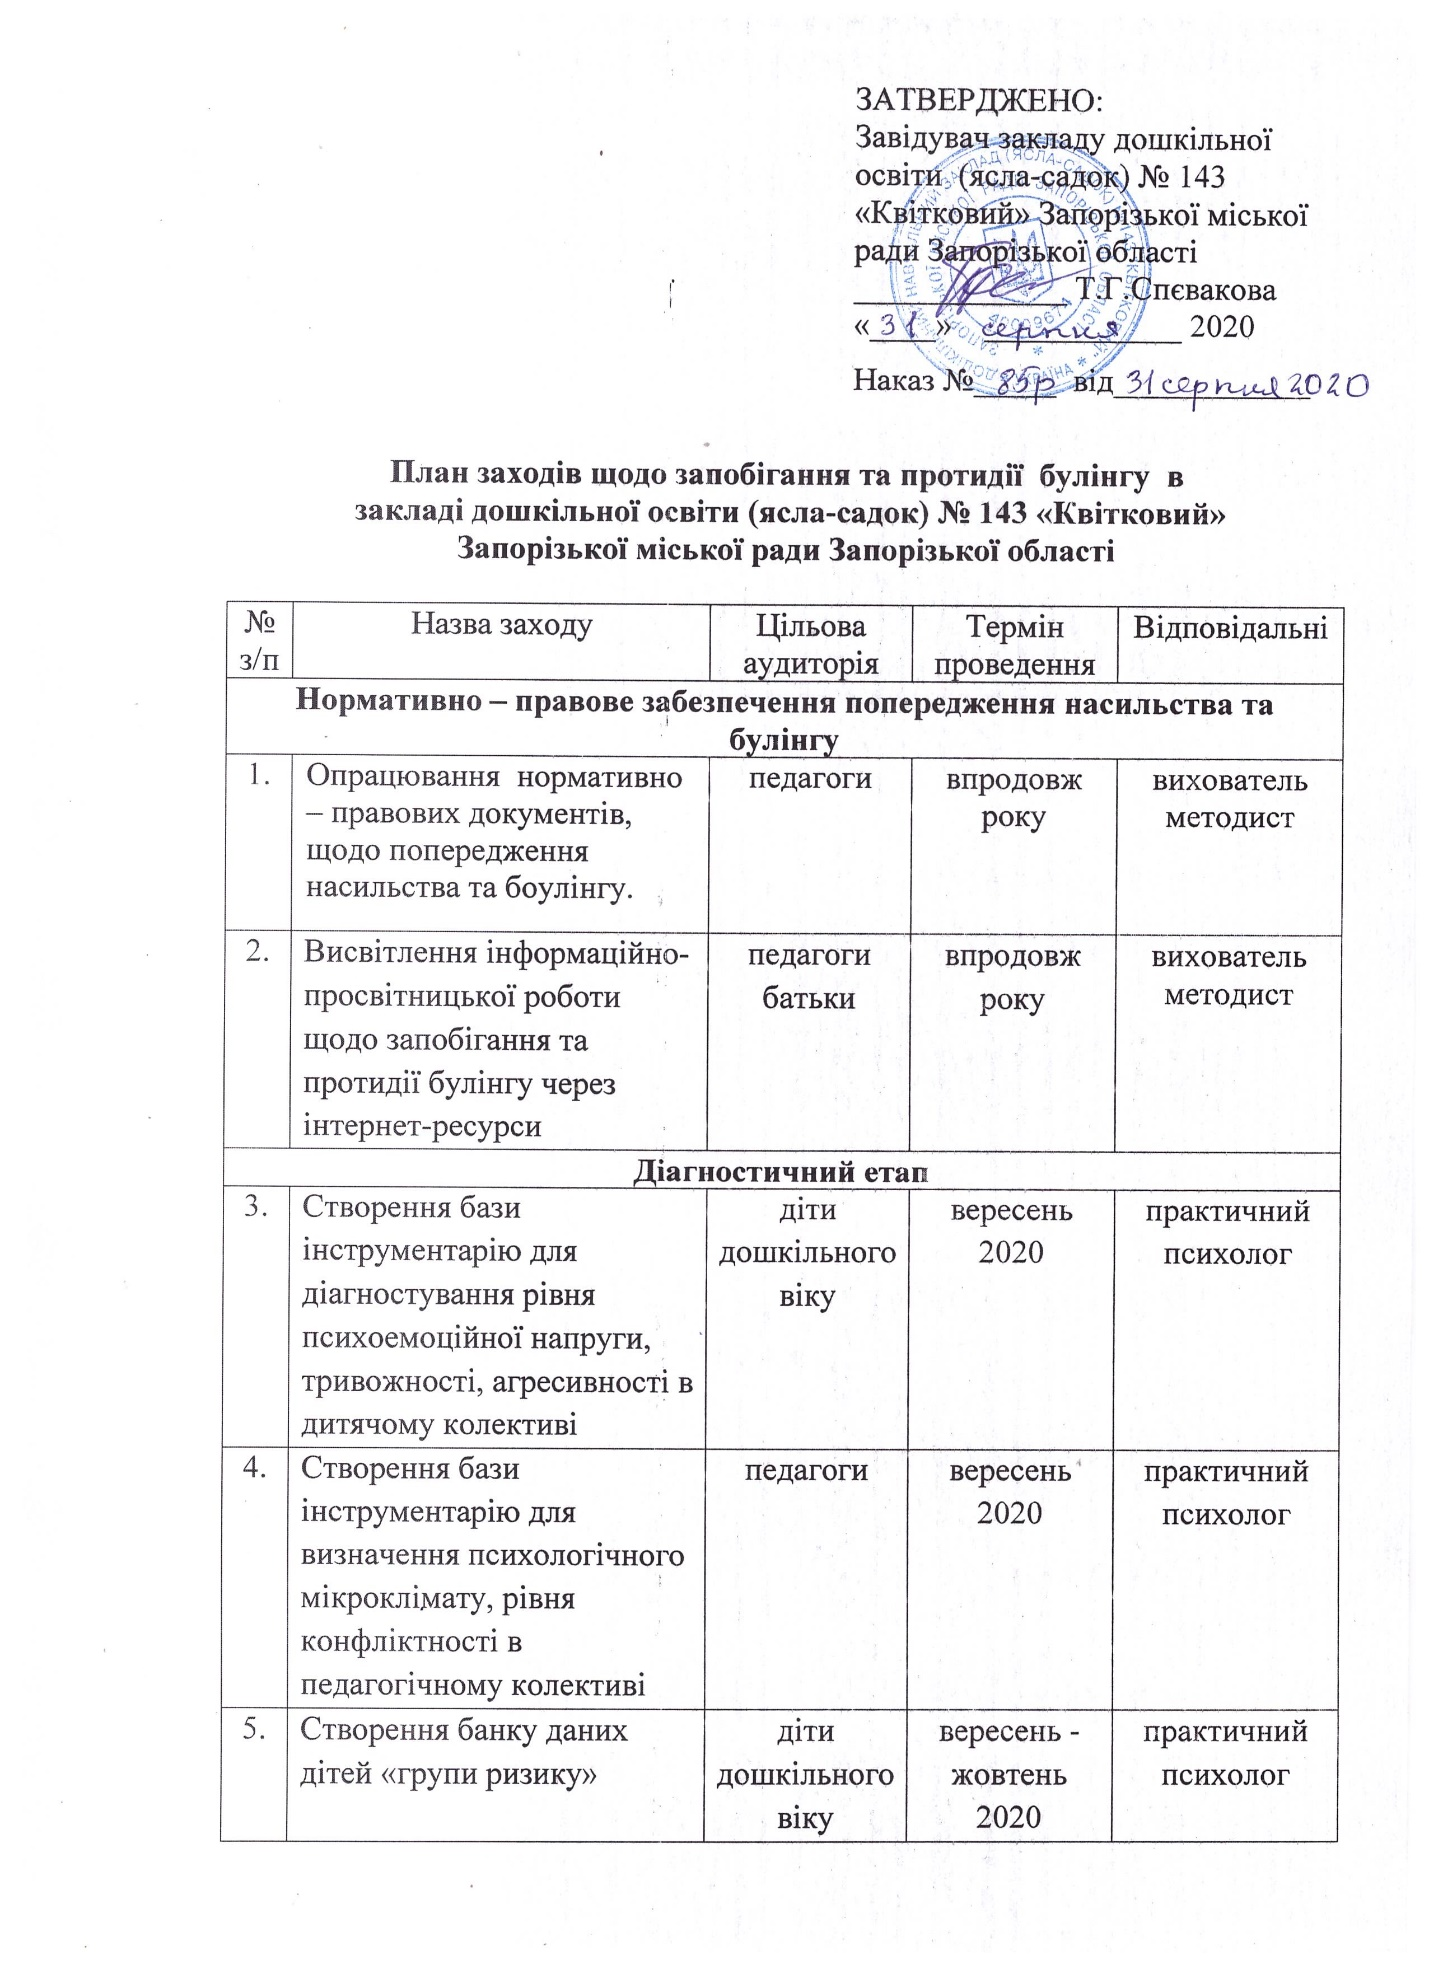 ЗАТВЕРДЖЕНО:
Завідувач закладу дошкільної
освіти (ясла-садок) № 143
«Квітковий» Запорізької міської
ради Запорізької області
____________ Т.Г.Спєвакова
«31» серпня 2020
Наказ № 85р від 31 серпня 2020
План заходів щодо запобігання та протидії булінгу в
закладі дошкільної освіти (ясла-садок) № 143 «Квітковий»
Запорізької міської ради Запорізької області
№ Назва заходу Цільова Термін Відповідальні
з/п аудиторія проведення
Нормативно – правове забезпечення попередження насильства та
булінгу
1. Опрацювання нормативно педагоги впродовж вихователь
– правових документів, року методист
щодо попередження
насильства та боулінгу.
2. Висвітлення інформаційно- педагоги впродовж вихователь
просвітницької роботи батьки року методист
щодо запобігання та
протидії булінгу через
інтернет-ресурси
Діагностичний етап
3. Створення бази діти вересень практичний
інструментарію для дошкільного 2020 психолог
діагностування рівня віку
психоемоційної напруги,
тривожності, агресивності в
дитячому колективі
4. Створення бази педагоги вересень практичний
інструментарію для 2020 психолог
визначення психологічного
мікроклімату, рівня
конфліктності в
педагогічному колективі
5. Створення банку даних діти вересень - практичний
дітей «групи ризику» дошкільного жовтень психолог
віку 2020